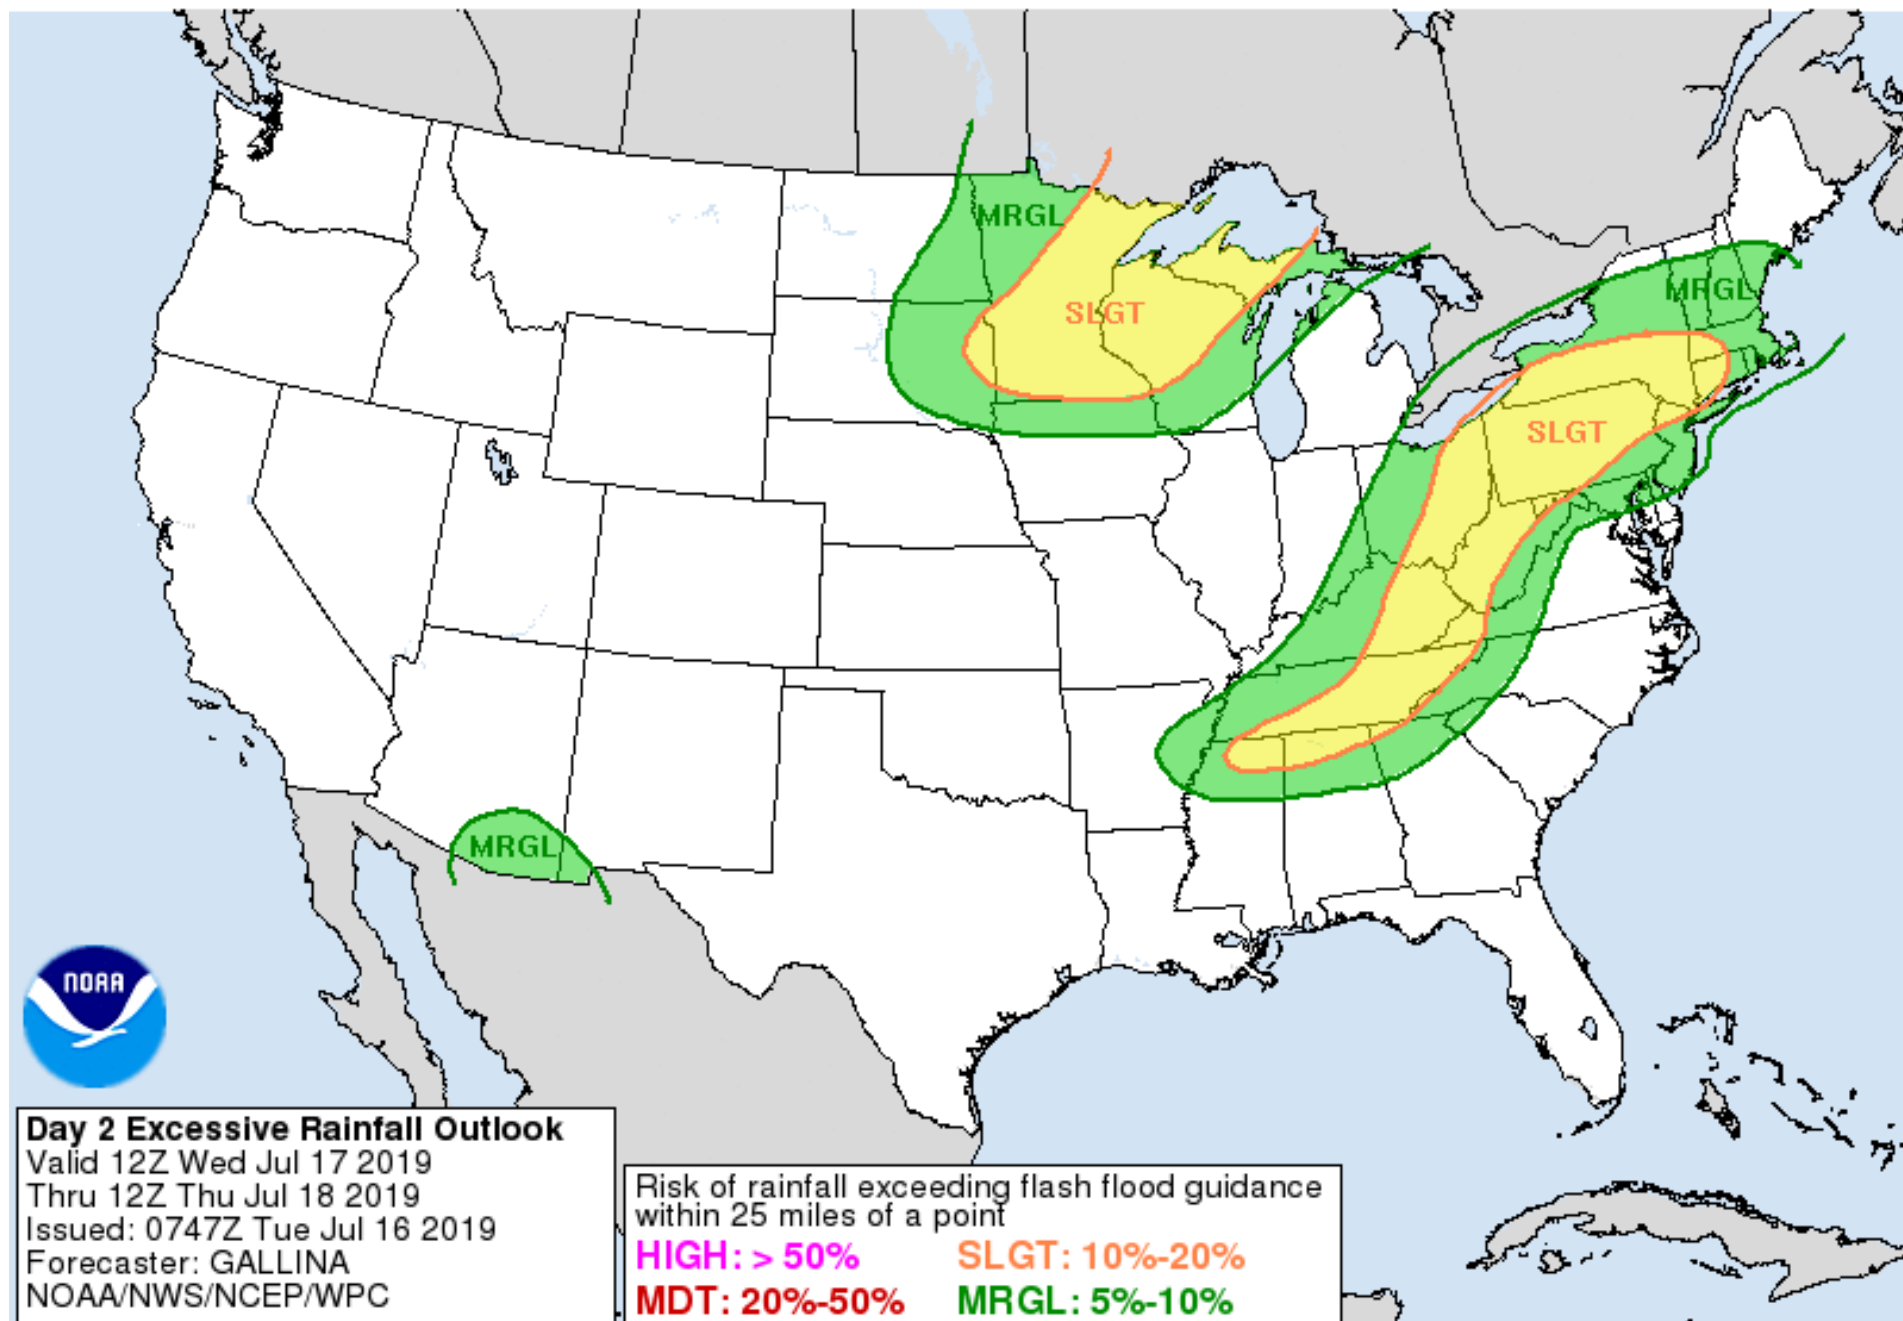 MRGL
SLGT
MRGL
SLGT
MRGL
NOAA
Day 2 Excessive Rainfall Outlook
Valid 12Z Wed Jul 17 2019
Thru 12Z Thu Jul 18 2019
Issued: 0747Z Tue Jul 16 2019
Forecaster: GALLINA
NOAA/NWS/NCEP/WPC
Risk of rainfall exceeding flash flood guidance
within 25 miles of a point
HIGH: > 50% SLGT: 10%-20%
MDT: 20%-50% MRGL: 5%-10%